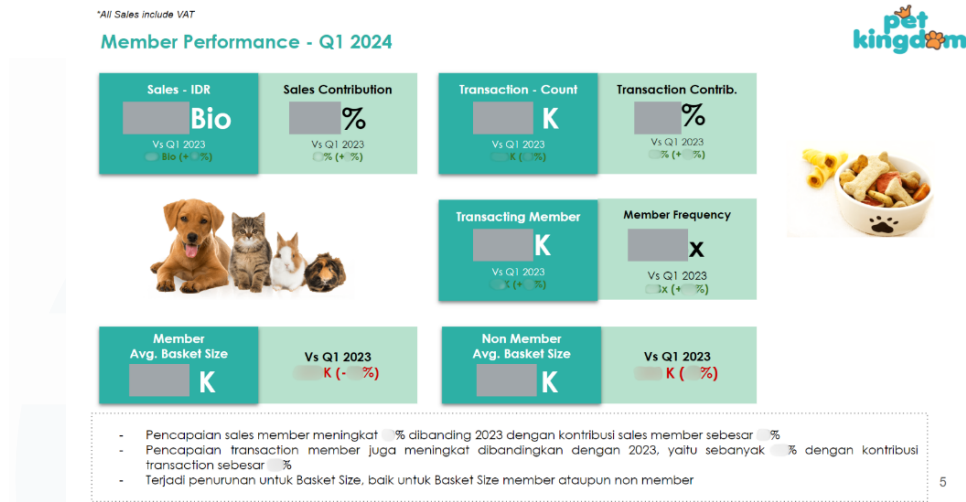 *All Sales include VAT
pet
kingdom
Member Performance - Q1 2024
Sales - IDR
Bio
Vs Q1 2023
Bio (+ %)
Sales Contribution
%
Vs Q1 2023
% (+ %)
Transaction - Count
K
Vs Q1 2023
K ( %)
Transaction Contrib.
%
Vs Q1 2023
% (+ %)
Transacting Member
K
Vs Q1 2023
(+ %)
Member Frequency
x
Vs Q1 2023
x (+ %)
Member
Avg. Basket Size
K
Vs Q1 2023
K (- %)
Non Member
Avg. Basket Size
K
Vs Q1 2023
K ( %)
- Pencapaian sales member meningkat % dibanding 2023 dengan kontribusi sales member sebesar %
- Pencapaian transaction member juga meningkat dibandingkan dengan 2023, yaitu sebanyak % dengan kontribusi
transaction sebesar %
- Terjadi penurunan untuk Basket Size, baik untuk Basket Size member ataupun non member
5